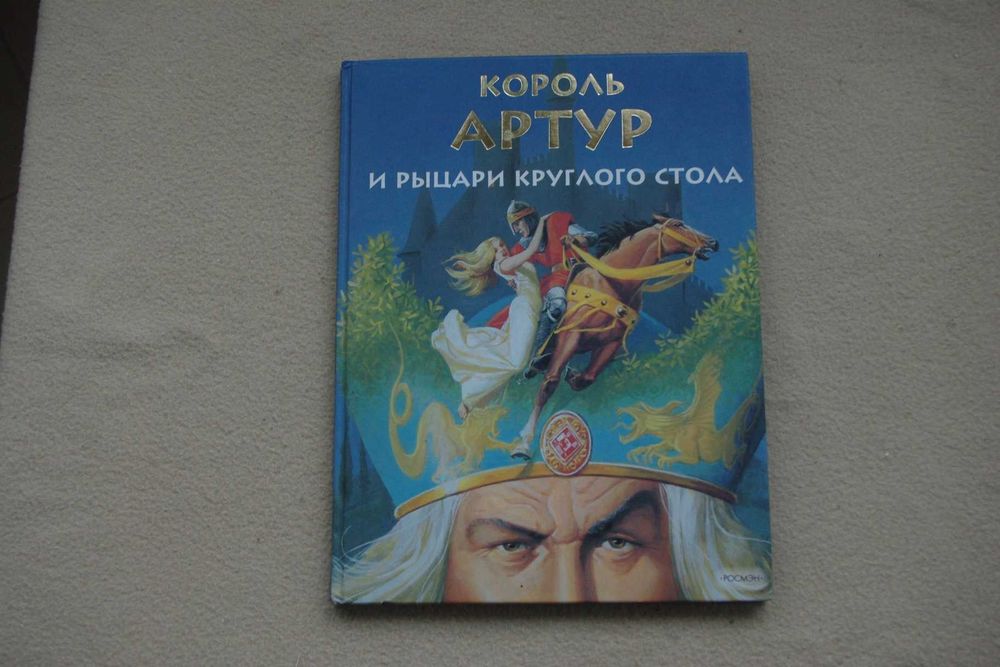 КОРОЛЬ
АРТУР
И РЫЦАРИ КРУГЛОГО СТОЛА
·РОСМЭН·